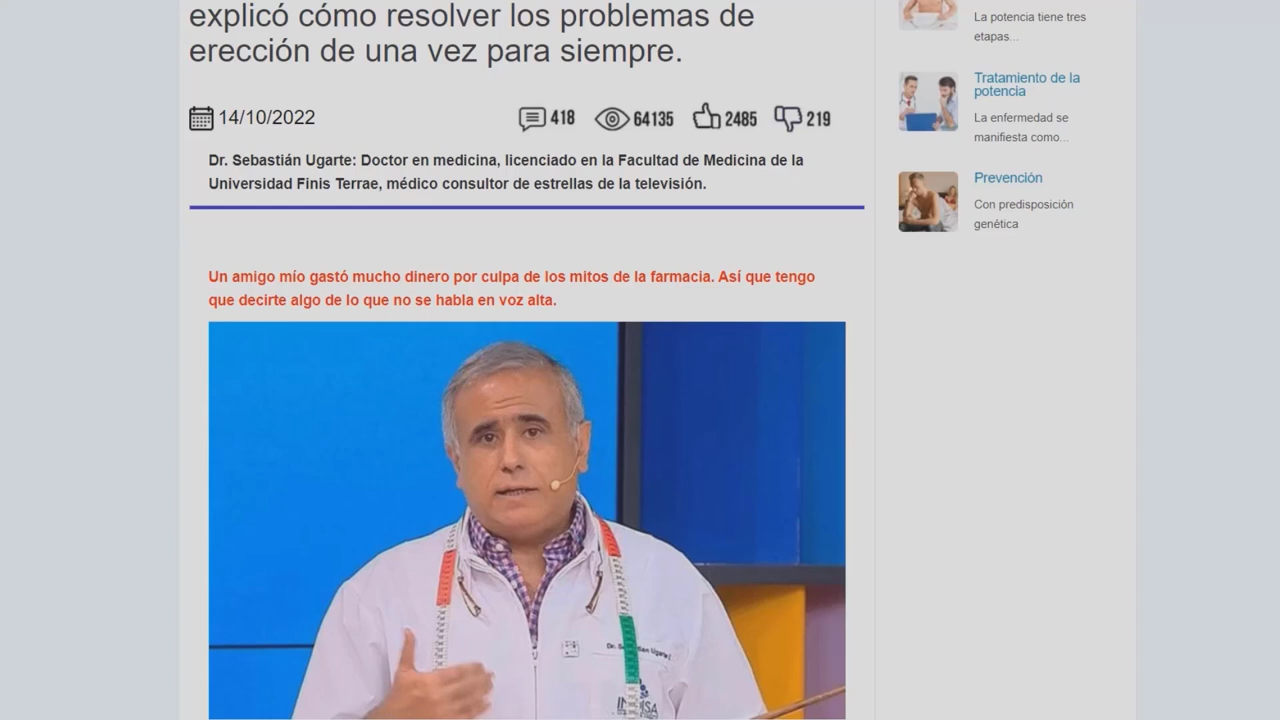 explicó cómo resolver los problemas de
erección de una vez para siempre.
14/10/2022
418
64135
2485
219
Dr. Sebastián Ugarte: Doctor en medicina, licenciado en la Facultad de Medicina de la
Universidad Finis Terrae, médico consultor de estrellas de la televisión.
Un amigo mío gastó mucho dinero por culpa de los mitos de la farmacia. Así que tengo
que decirte algo de lo que no se habla en voz alta.
La potencia tiene tres
etapas...
Tratamiento de la
potencia
La enfermedad se
manifiesta como...
Prevención
Con predisposición
genética